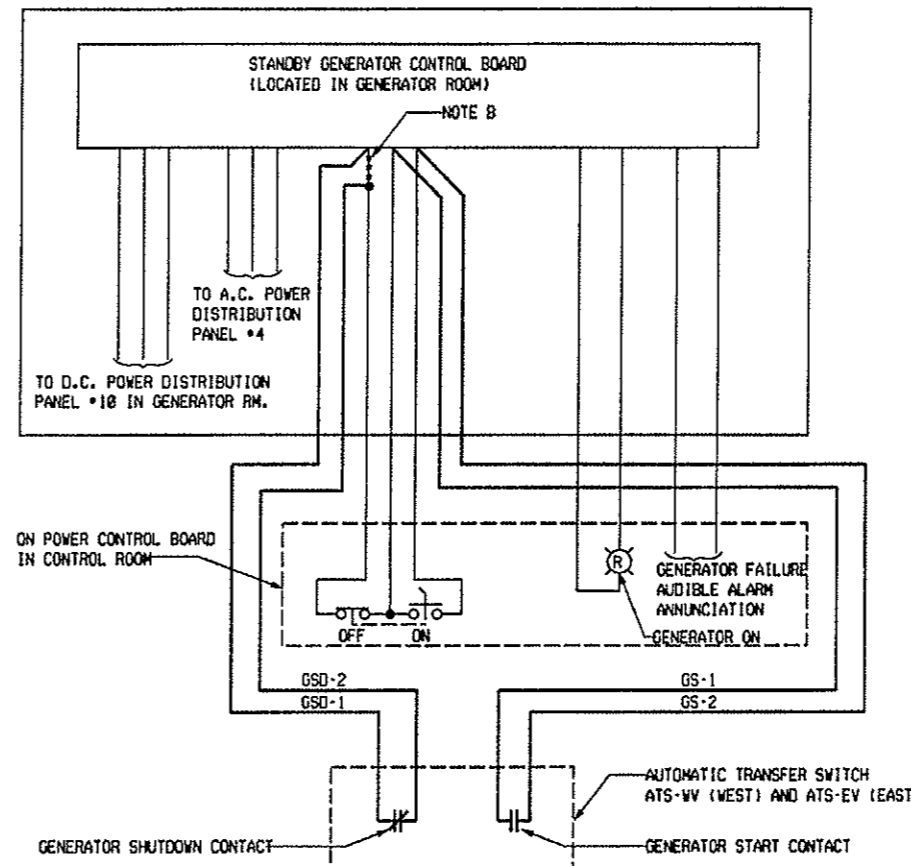 STANDBY GENERATOR CONTROL BOARD
(LOCATED IN GENERATOR ROOM)
NOTE 8
TO A.C. POWER
DISTRIBUTION
PANEL #4
TO D.C. POWER DISTRIBUTION
PANEL #10 IN GENERATOR RM.
ON POWER CONTROL BOARD
IN CONTROL ROOM
R
GENERATOR FAILURE
AUDIBLE ALARM
ANNUNCIATION
OFF
ON
GENERATOR ON
GSD-2
GS-1
GSD-1
GS-2
AUTOMATIC TRANSFER SWITCH
ATS-WV (WEST) AND ATS-EV (EAST
GENERATOR SHUTDOWN CONTACT
GENERATOR START CONTACT